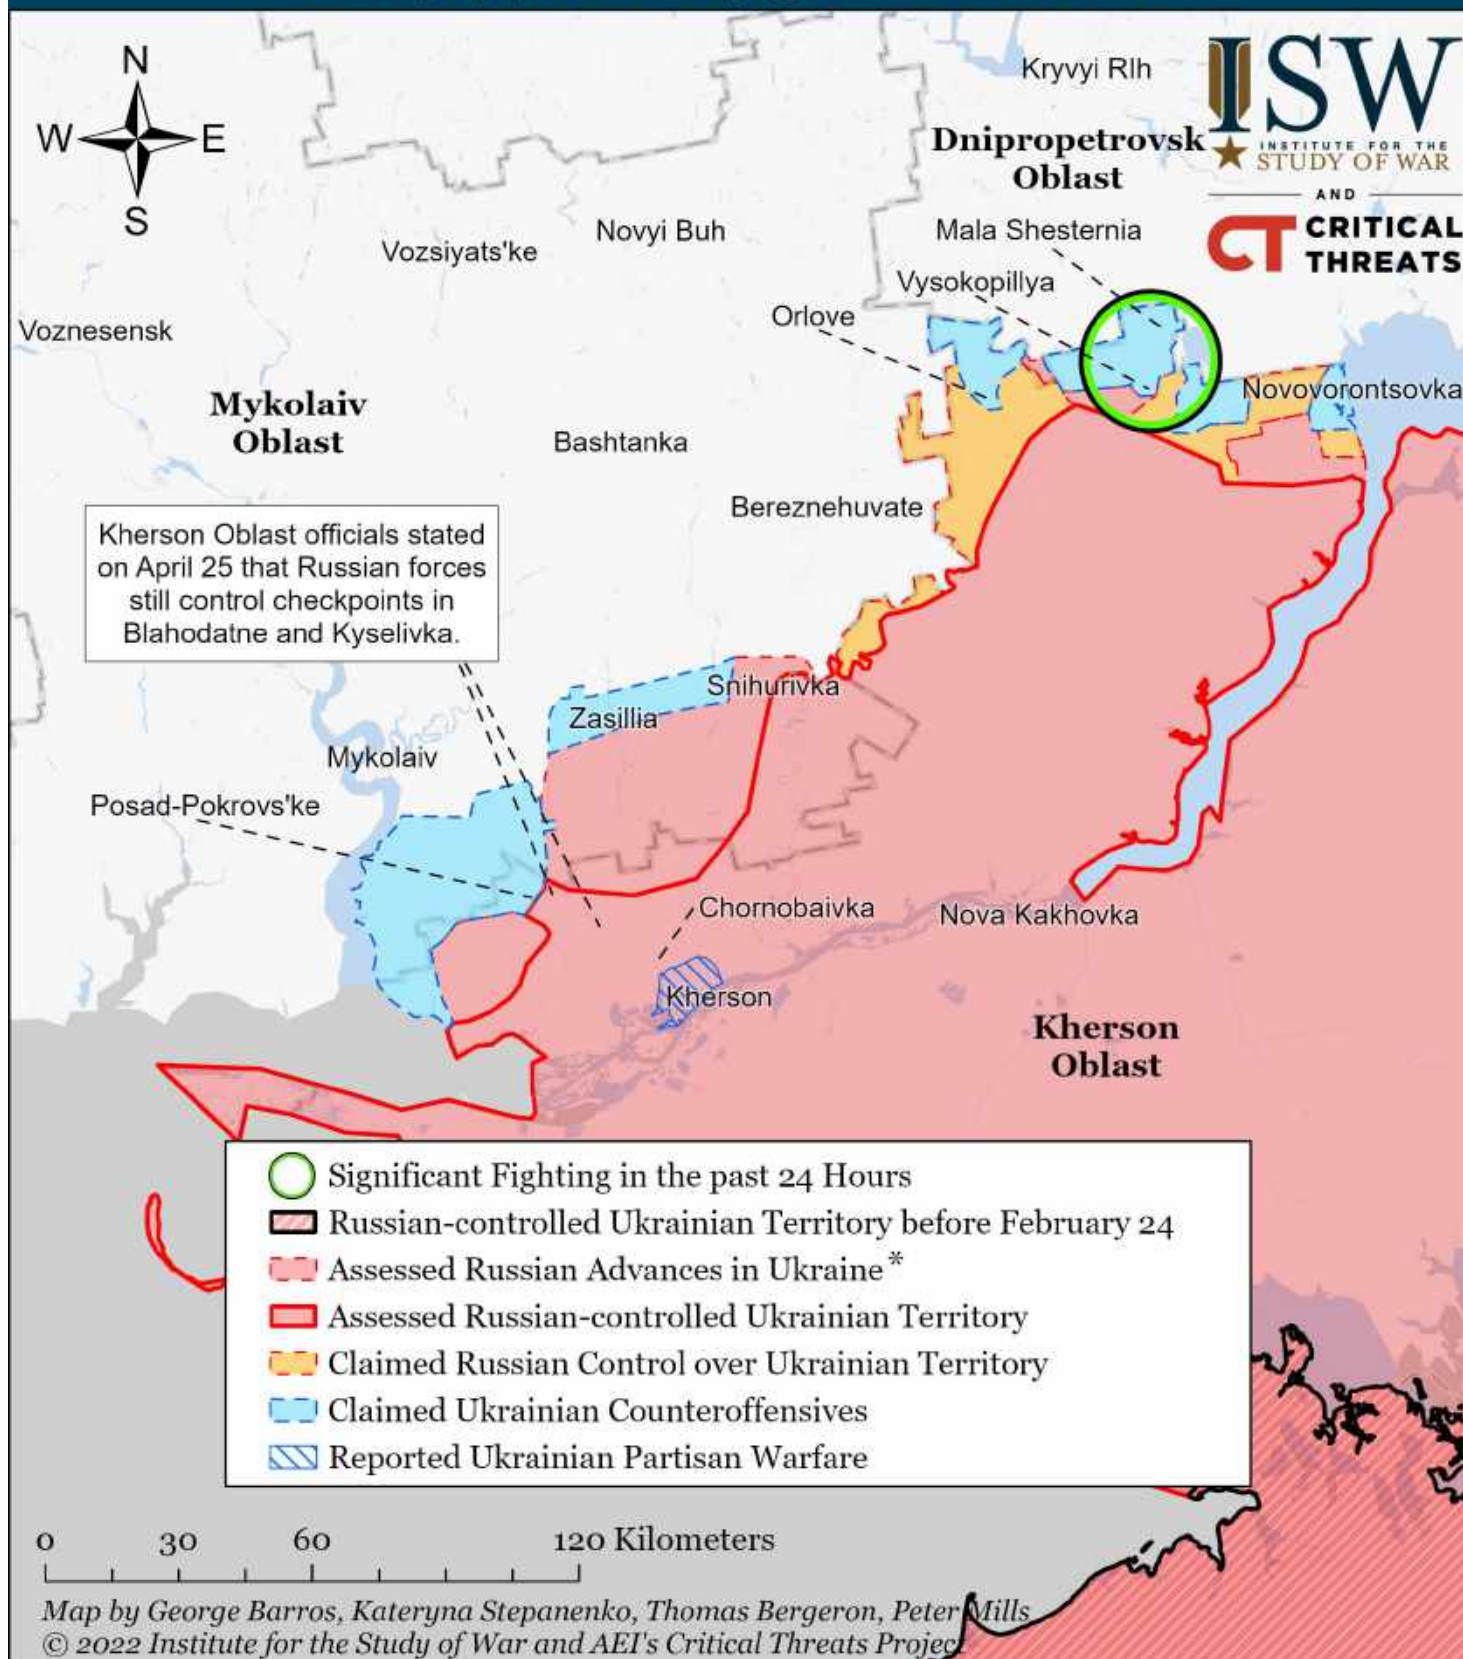 N
W
E
S
Kryvyi RIh
ISW
INSTITUTE FOR THE
STUDY OF WAR
AND
CT CRITICAL
THREATS
Dnipropetrovsk
Oblast
Mala Shesternia
Novyi Buh
Vozsiyats'ke
Vysokopillya
Orlove
Voznesensk
Novovorontsovka
Mykolaiv
Oblast
Bashtanka
Bereznehuvate
Kherson Oblast officials stated
on April 25 that Russian forces
still control checkpoints in
Blahodatne and Kyselivka.
Snihurivka
Zasillia
Mykolaiv
Posad-Pokrovs'ke
Chornobaivka
Nova Kakhovka
Kherson
Kherson
Oblast
Significant Fighting in the past 24 Hours
Russian-controlled Ukrainian Territory before February 24
Assessed Russian Advances in Ukraine*
Assessed Russian-controlled Ukrainian Territory
Claimed Russian Control over Ukrainian Territory
Claimed Ukrainian Counteroffensives
Reported Ukrainian Partisan Warfare
0 30 60 120 Kilometers
Map by George Barros, Kateryna Stepanenko, Thomas Bergeron, Peter Mills
© 2022 Institute for the Study of War and AEI's Critical Threats Project